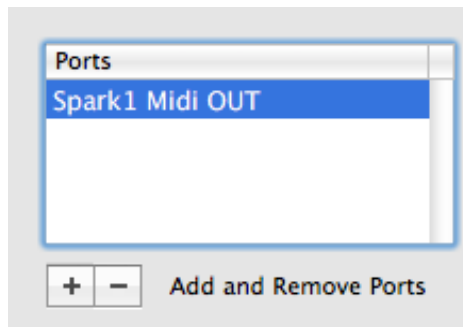 Ports
Spark1 Midi OUT
+ − Add and Remove Ports